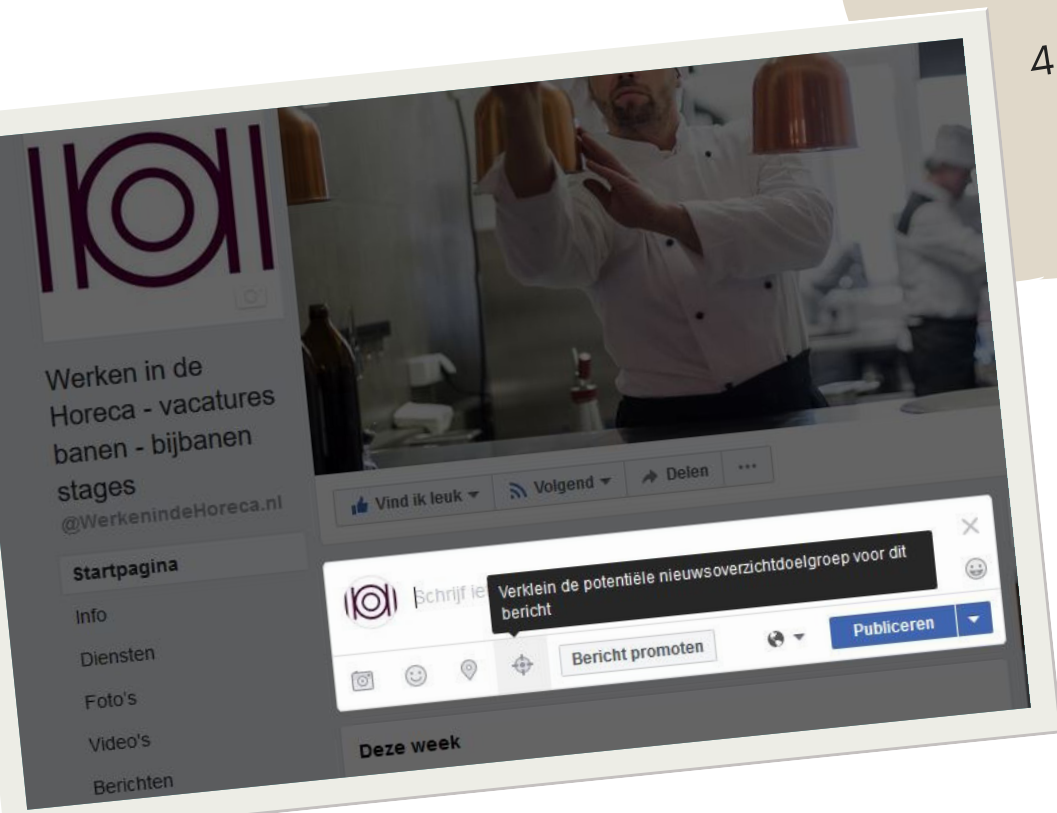 4
Werken in de
Horeca - vacatures
banen - bijbanen
stages
@WerkenindeHoreca.nl
Startpagina
Info
Diensten
Foto's
Video's
Berichten
Vind ik leuk
Volgend
Delen
Schrijf
Verklein de potentiële nieuwsoverzichtdoelgroep voor dit
bericht
Bericht promoten
Publiceren
Deze week